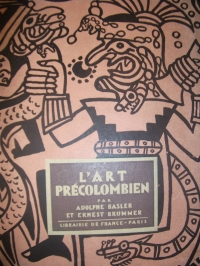 L'ART
PRÉCOLOMBIEN
PAR
ADOLPHE BASLER
ET ERNEST BRUMMER
LIBRAIRIE DE FRANCE - PARIS